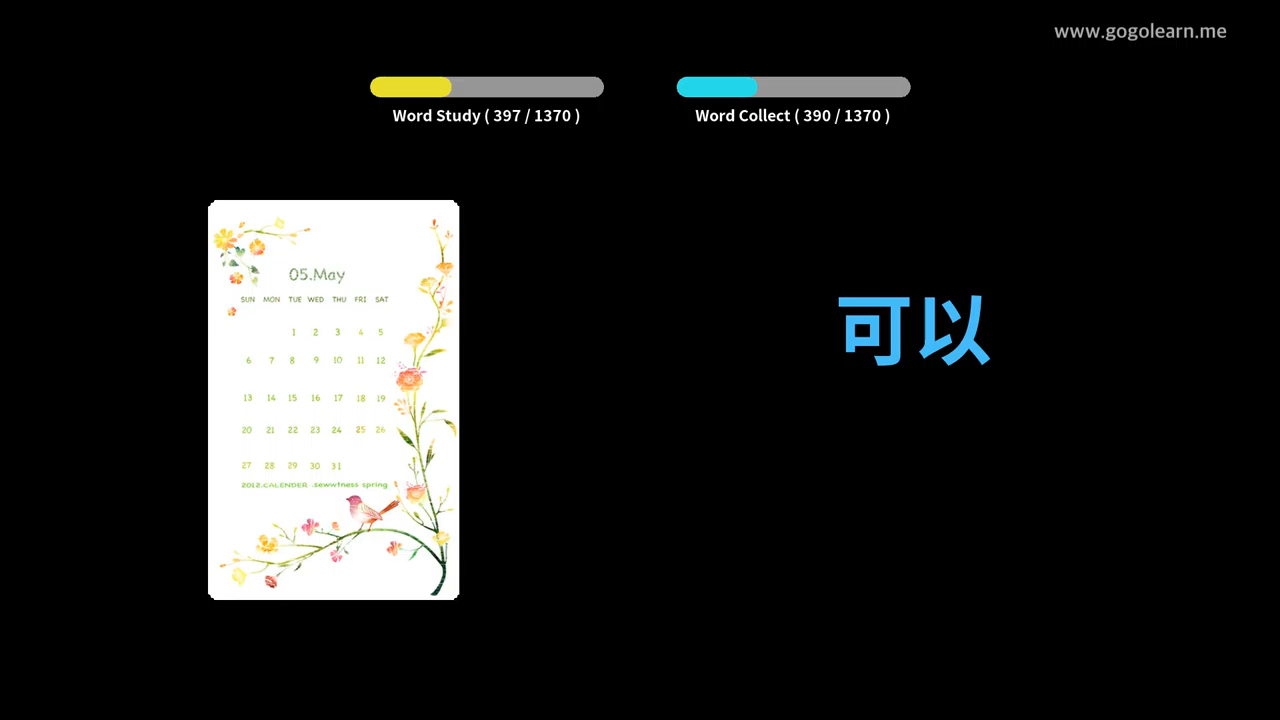 www.gogolearn.me
Word Study ( 397 / 1370 )
Word Collect ( 390 / 1370 )
05.May
SUN MON TUE WED THU FRI SAT
1 2 3 4 5
6 7 8 9 10 11 12
13 14 15 16 17 18 19
20 21 22 23 24 25 26
27 28 29 30 31
2012.CALENDER .sewwtness spring
可以